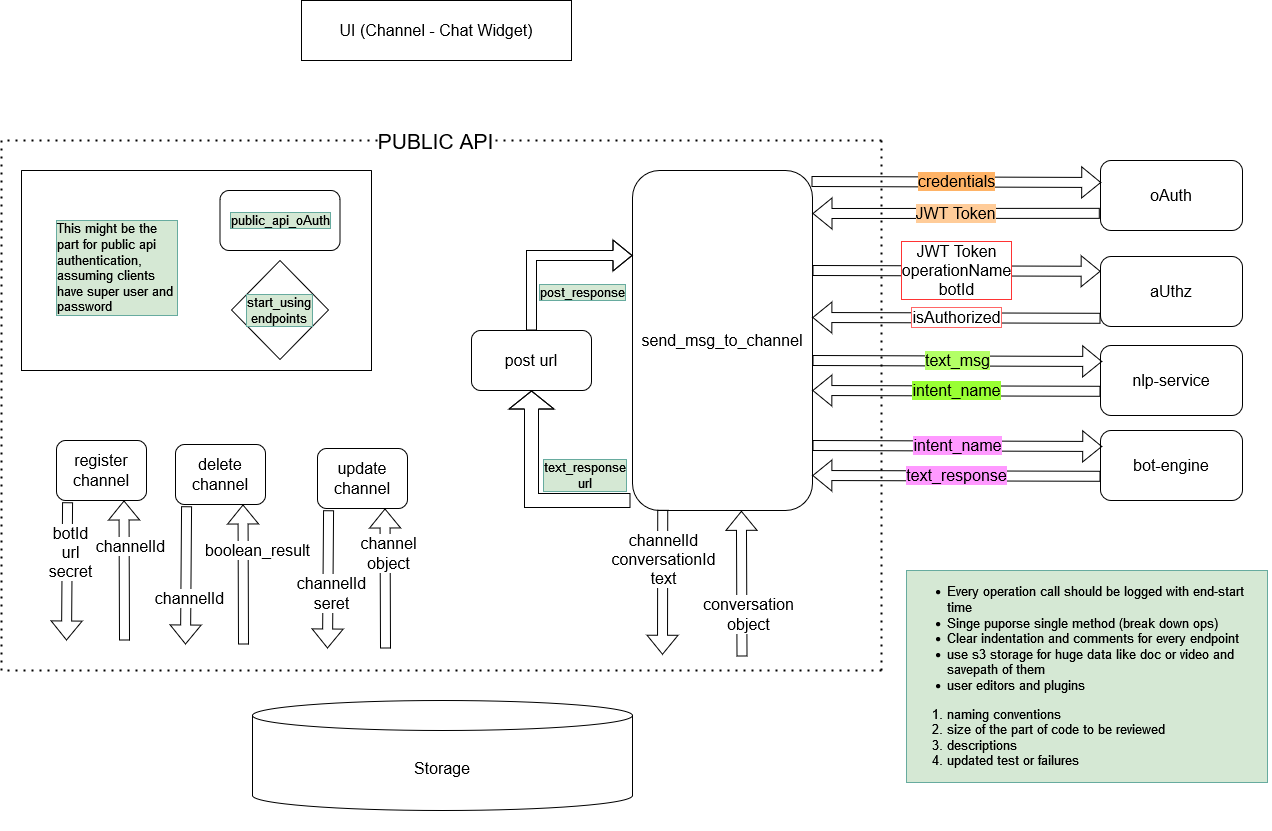 UI (Channel - Chat Widget)
PUBLIC API
This might be the
part for public api
authentication,
assuming clients
have super user and
password
public_api_oAuth
start_using
endpoints
post_response
post url
text_response
url
send_msg_to_channel
credentials
JWT Token
oAuth
JWT Token
operationName
botId
isAuthorized
aUthz
text_msg
intent_name
nlp-service
intent_name
text_response
bot-engine
register
channel
botId
url
secret
channelId
delete
channel
channelId
boolean_result
update
channel
channelId
seret
channel
object
channelId
conversationId
text
conversation
object
• Every operation call should be logged with end-start
time
• Singe puporse single method (break down ops)
• Clear indentation and comments for every endpoint
• use s3 storage for huge data like doc or video and
savepath of them
• user editors and plugins
1. naming conventions
2. size of the part of code to be reviewed
3. descriptions
4. updated test or failures
Storage